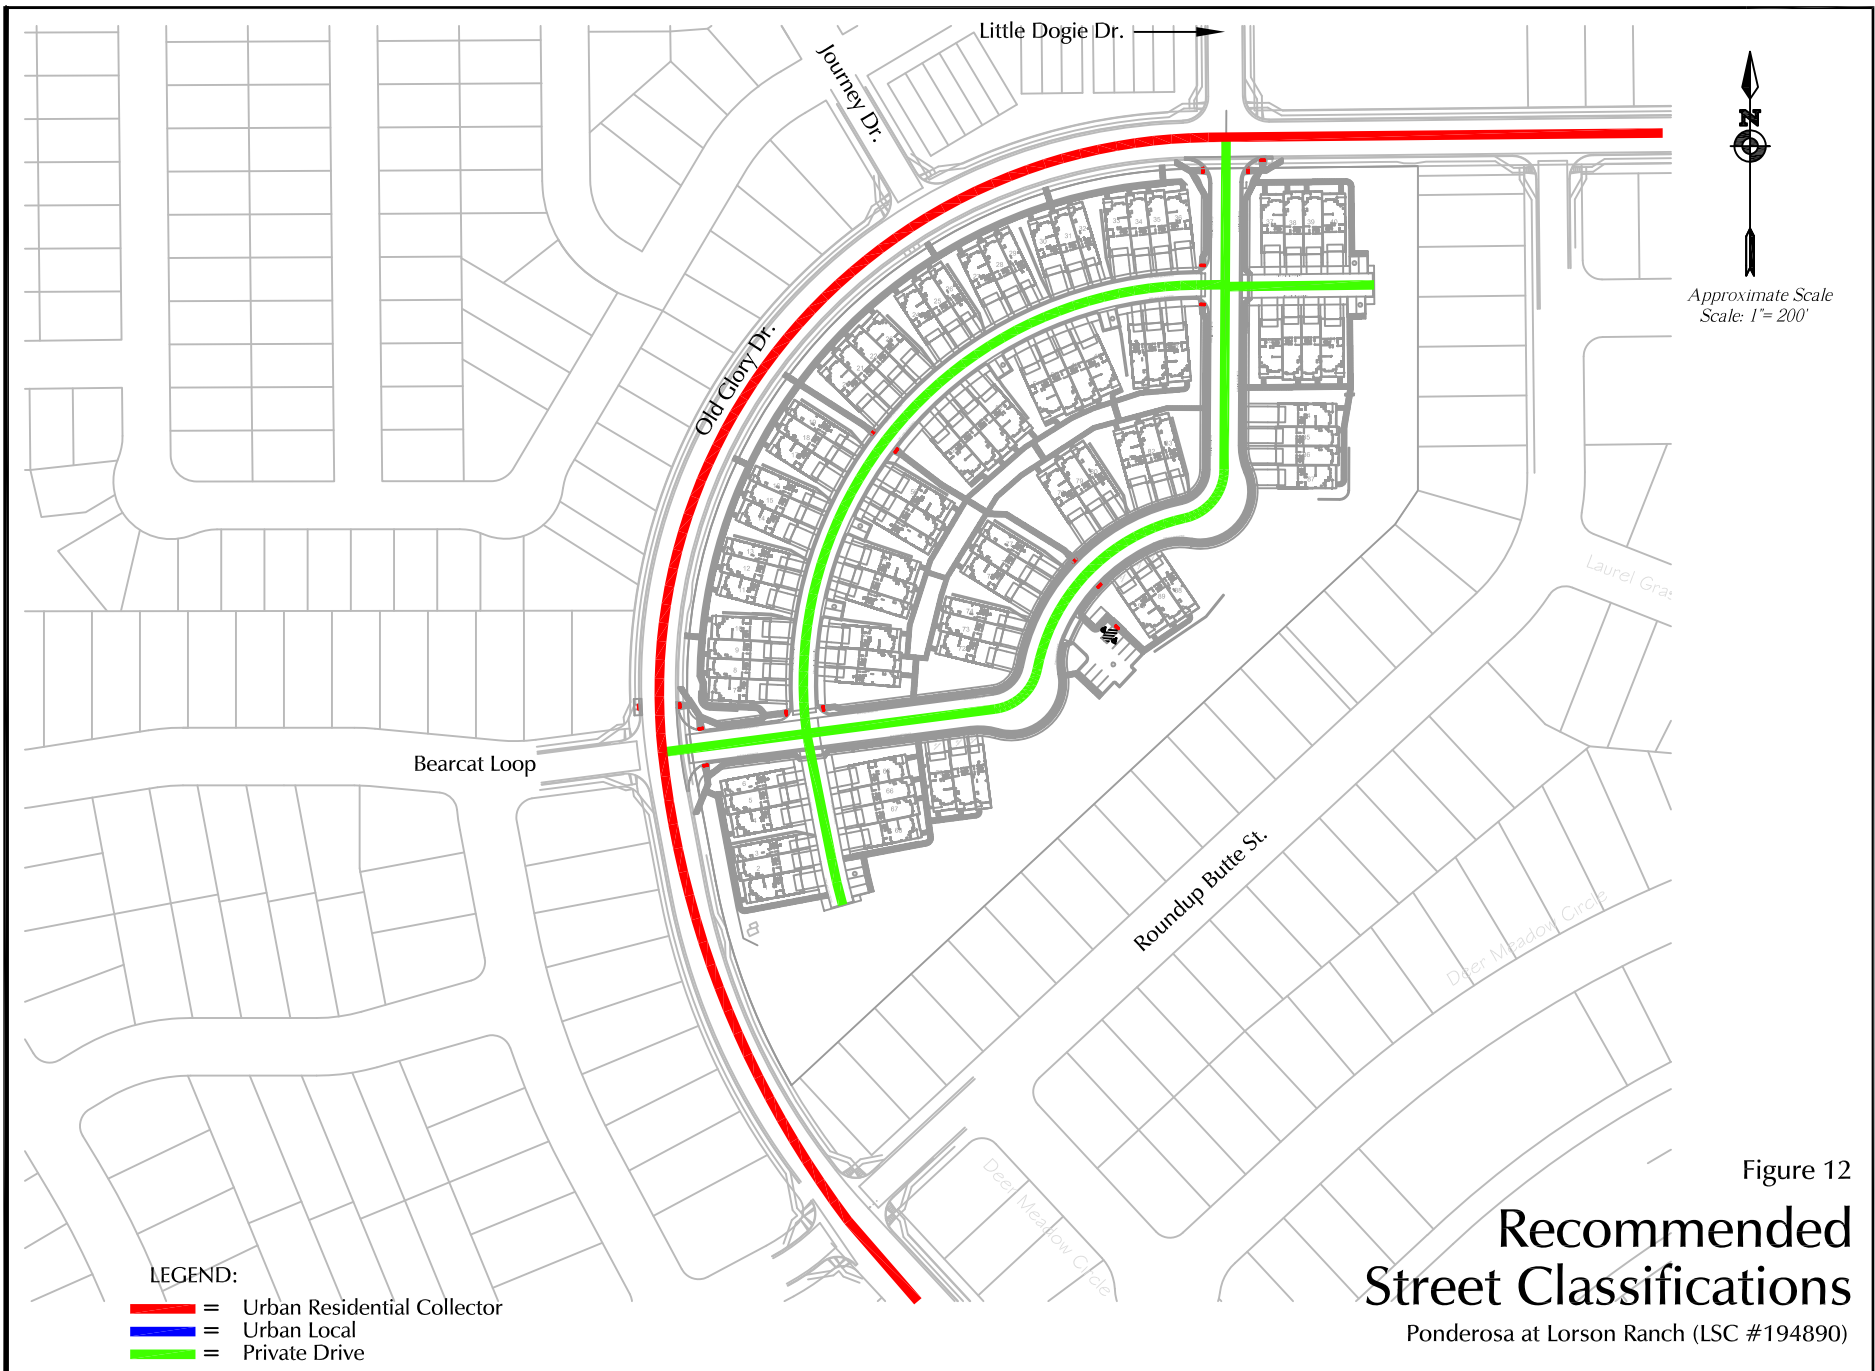 Little Dogie Dr.
Journey Dr.
N
Approximate Scale
Scale: 1"= 200'
Old Glory Dr.
Laurel Gras
Bearcat Loop
Roundup Butte St.
Deer Meadow Circle
Deer Meadow Circle
Figure 12
Recommended
Street Classifications
Ponderosa at Lorson Ranch (LSC #194890)
LEGEND:
= Urban Residential Collector
= Urban Local
= Private Drive